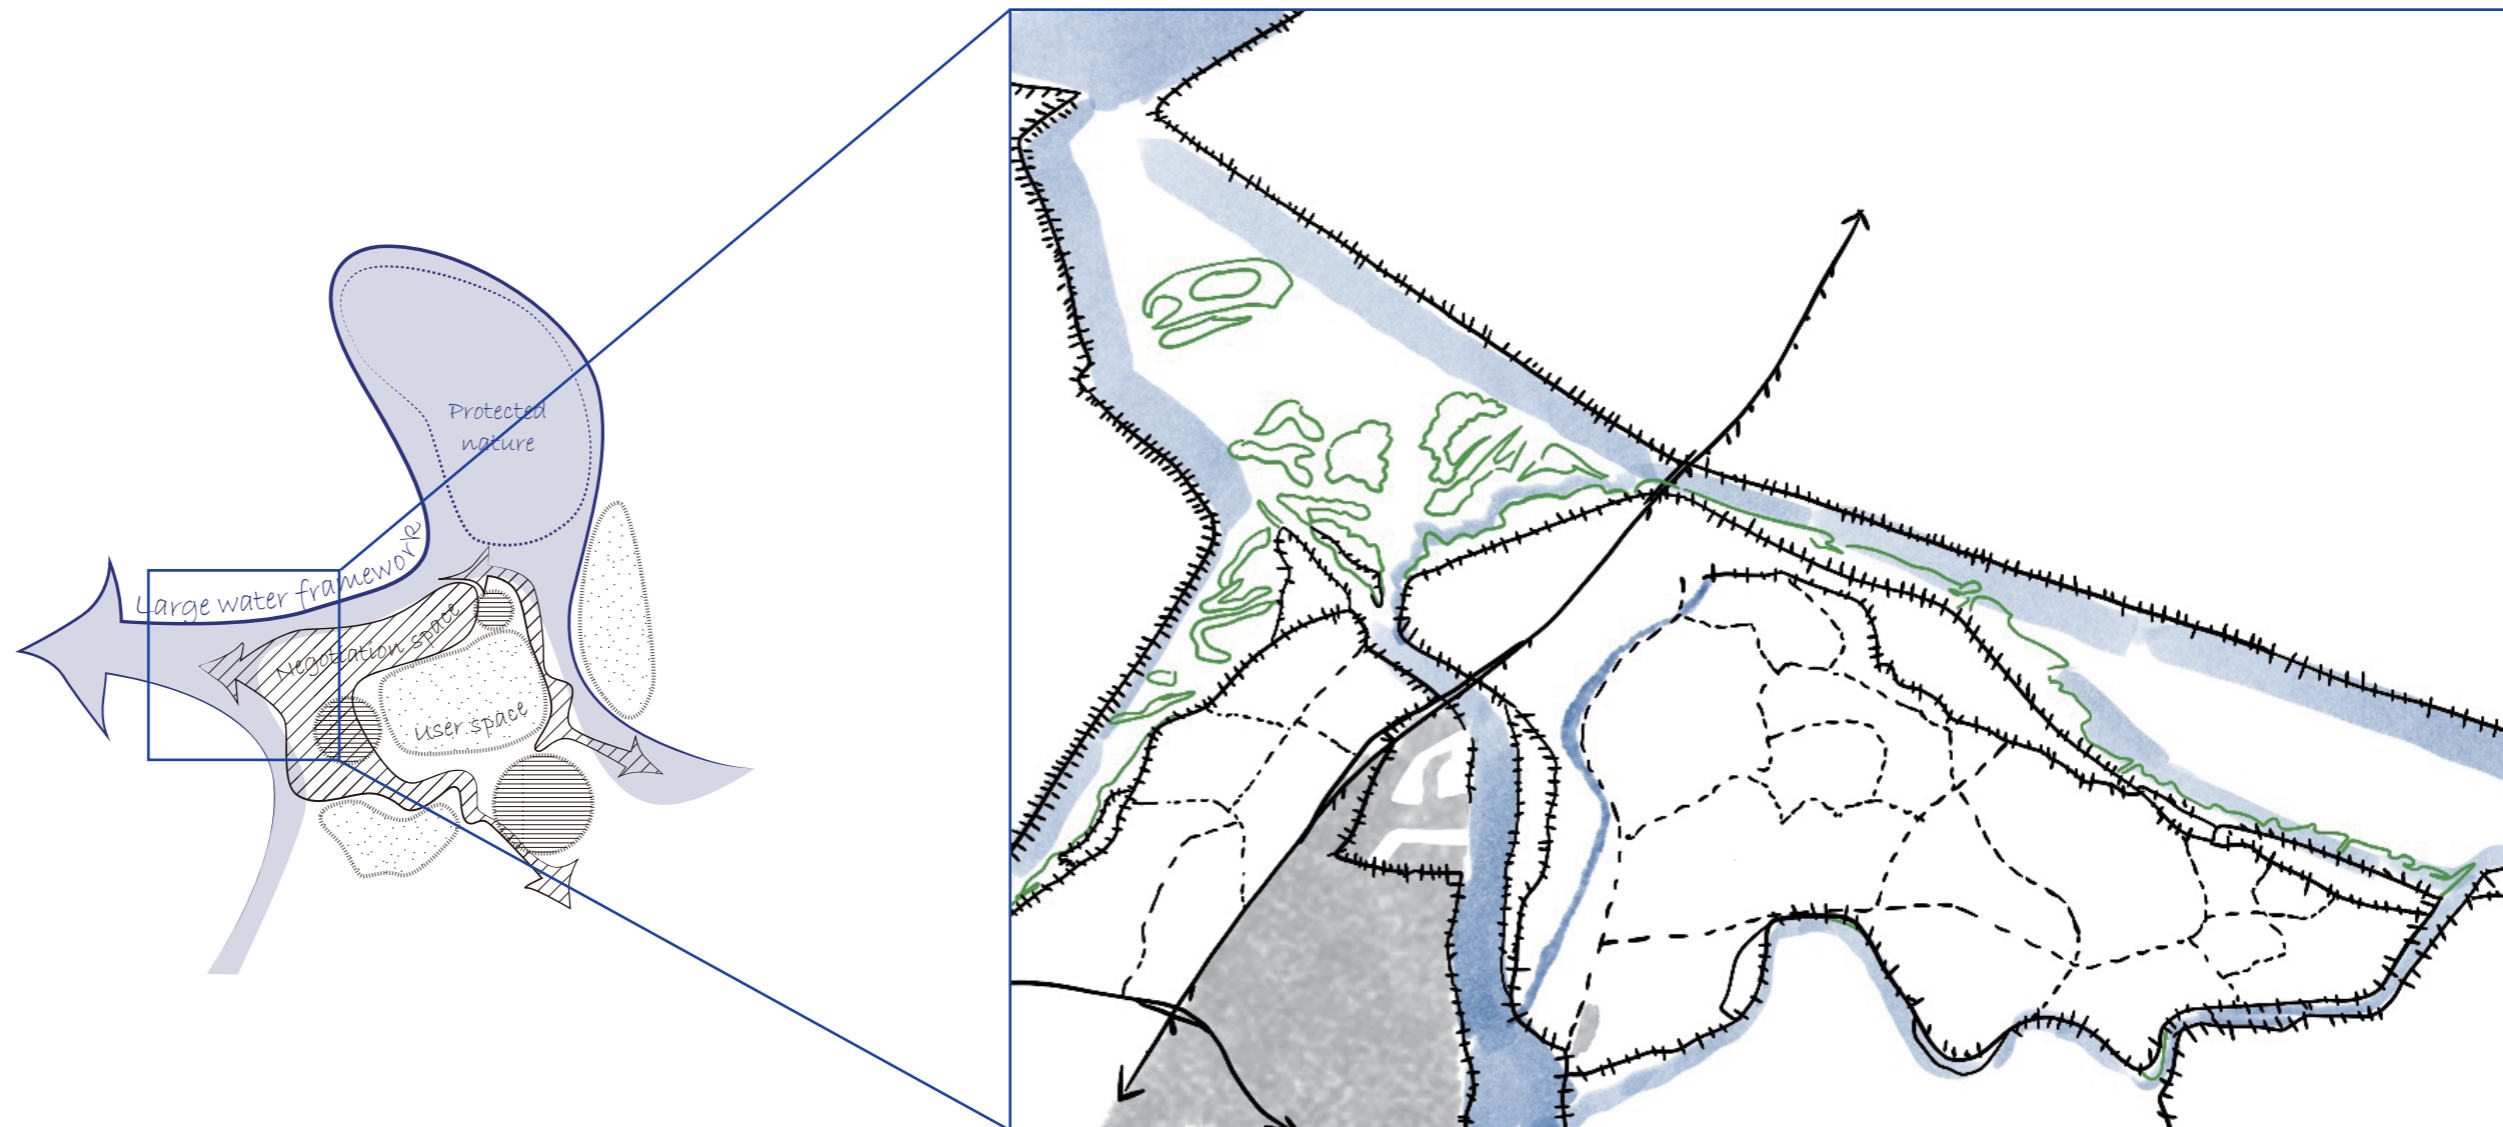 Protected
nature
Large water framework
Negotiation space
user space